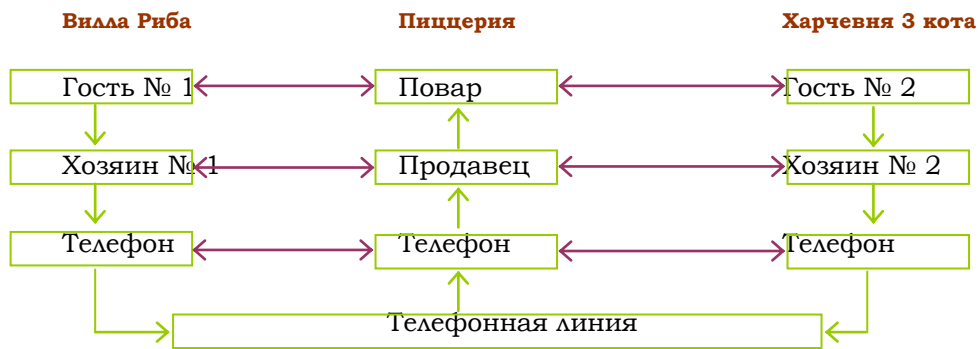 Вилла Риба Пиццерия Харчевня 3 кота
Гость № 1 Повар Гость № 2
Хозяин № 1 Продавец Хозяин № 2
Телефон Телефон Телефон
Телефонная линия